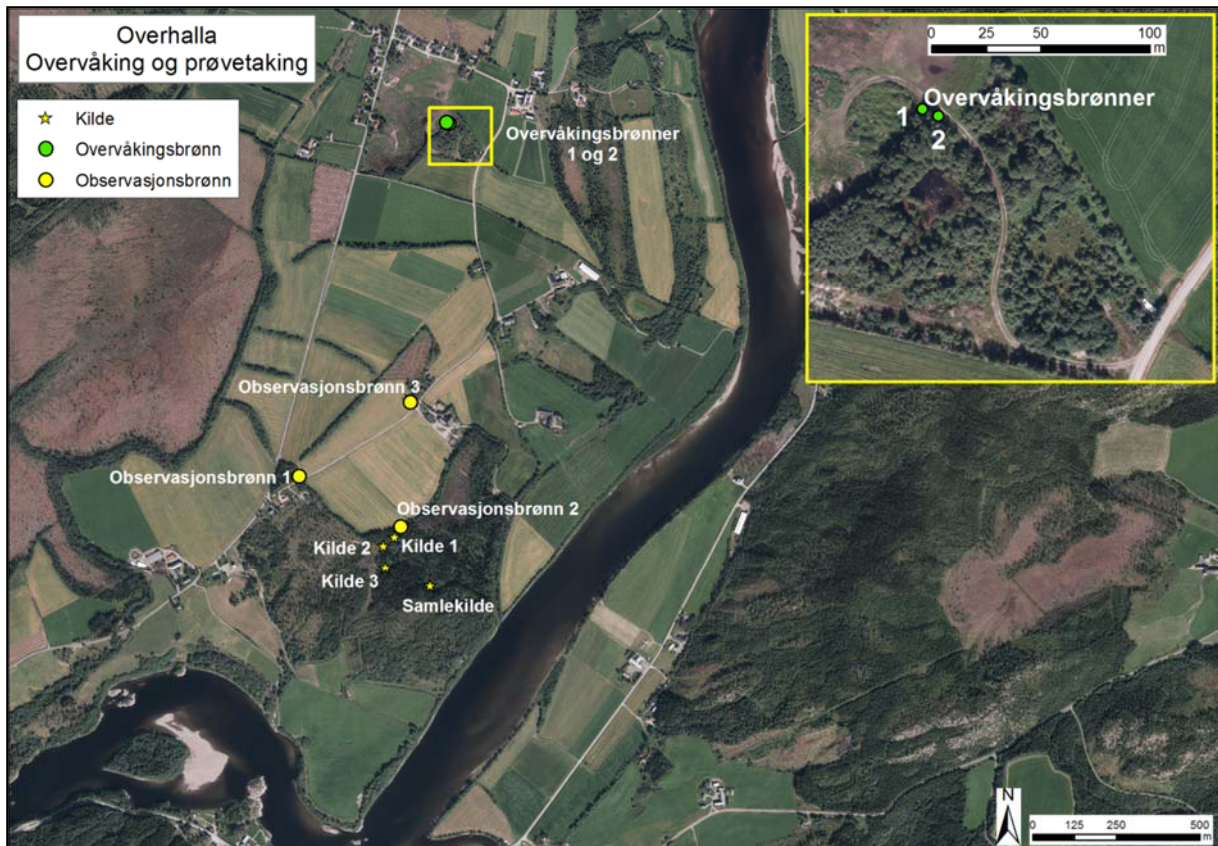 Overhalla
Overvåking og prøvetaking
Kilde
Overvåkingsbrønn
Observasjonsbrønn
Overvåkingsbrønner
1 og 2
0 25 50 100
m
Overvåkingsbrønner
1
2
Observasjonsbrønn 3
Observasjonsbrønn 1
Observasjonsbrønn 2
Kilde 2
Kilde 1
Kilde 3
Samlekilde
N
0 125 250 500
m